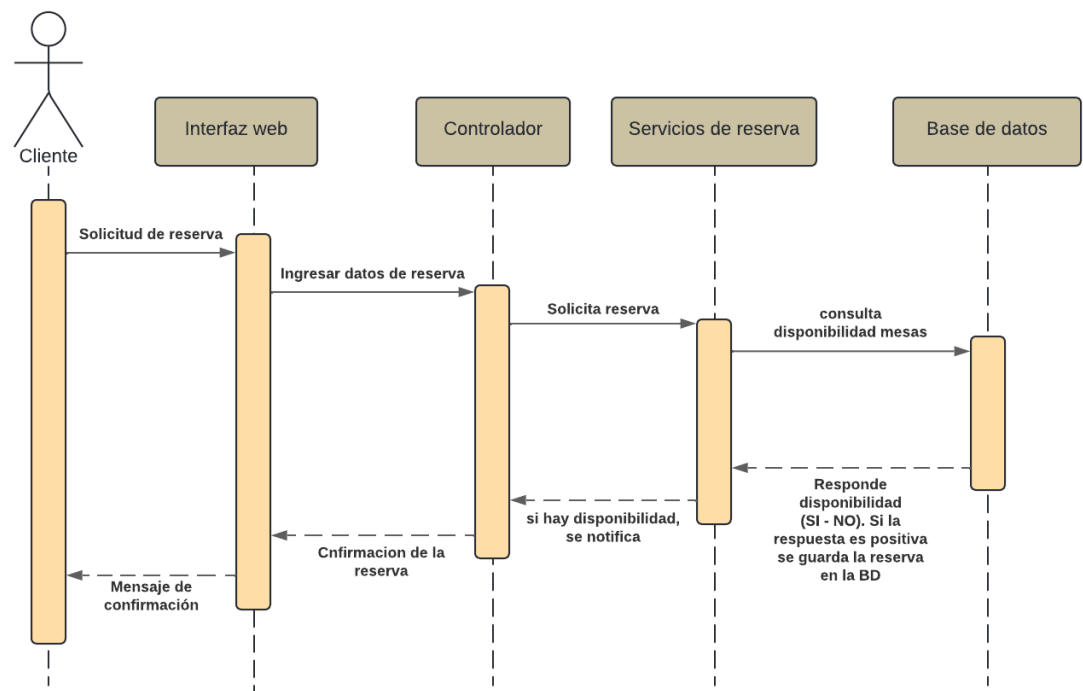 Cliente
Interfaz web
Controlador
Servicios de reserva
Base de datos
Solicitud de reserva
Ingresar datos de reserva
Solicita reserva
consulta
disponibilidad mesas
Responde
disponibilidad
(SI - NO). Si la
respuesta es positiva
se guarda la reserva
en la BD
si hay disponibilidad,
se notifica
Cnfirmacion de la
reserva
Mensaje de
confirmación